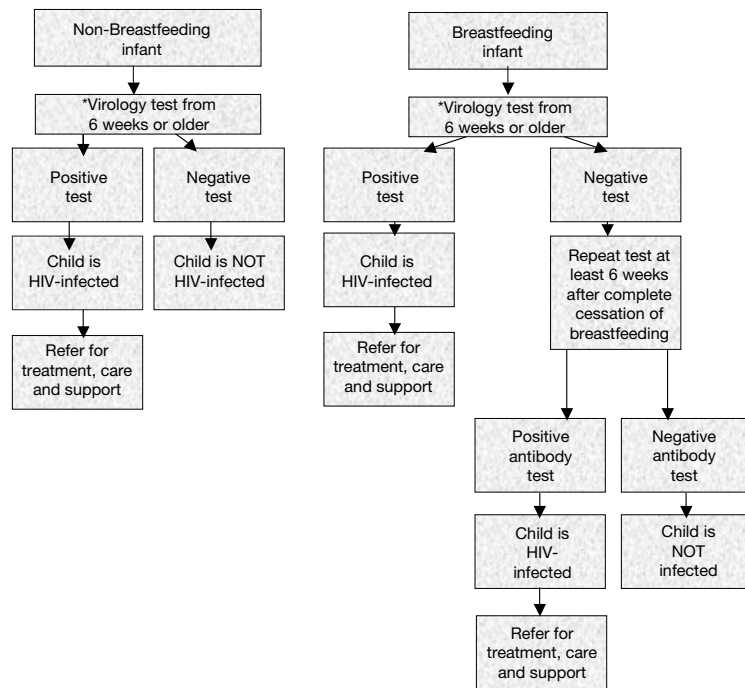 Non-Breastfeeding
infant
*Virology test from
6 weeks or older
Positive
test
Negative
test
Child is
HIV-infected
Child is NOT
HIV-infected
Refer for
treatment, care
and support
Breastfeeding
infant
*Virology test from
6 weeks or older
Positive
test
Negative
test
Child is
HIV-infected
Repeat test at
least 6 weeks
after complete
cessation of
breastfeeding
Refer for
treatment, care
and support
Positive
antibody
test
Negative
antibody
test
Child is
HIV-
infected
Child is
NOT
infected
Refer for
treatment, care
and support